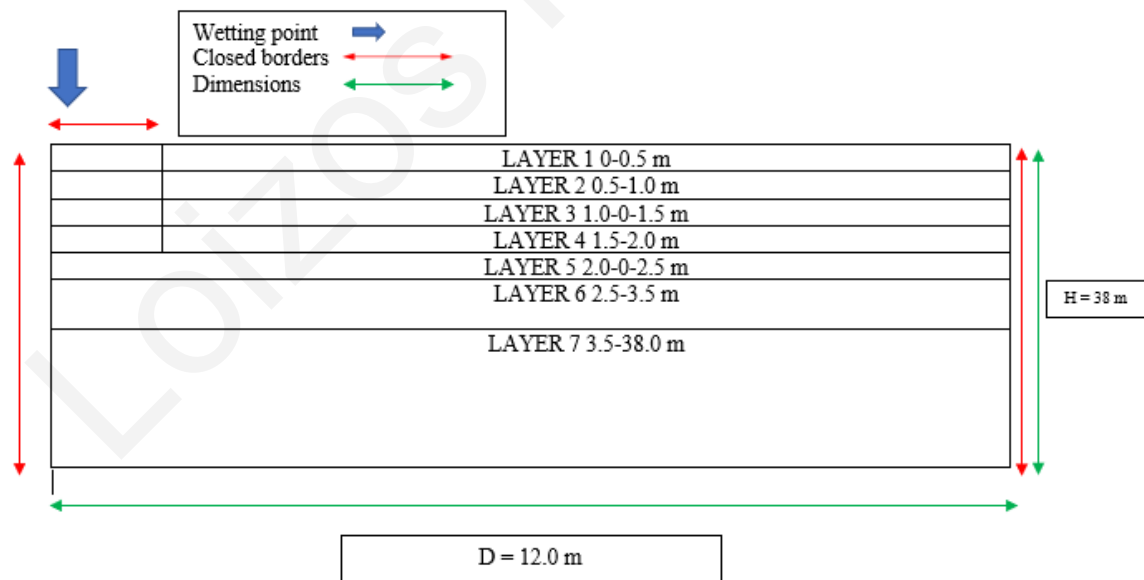 Wetting point
Closed borders
Dimensions
LAYER 1 0-0.5 m
LAYER 2 0.5-1.0 m
LAYER 3 1.0-0-1.5 m
LAYER 4 1.5-2.0 m
LAYER 5 2.0-0-2.5 m
LAYER 6 2.5-3.5 m
H = 38 m
LAYER 7 3.5-38.0 m
D = 12.0 m
Loizos